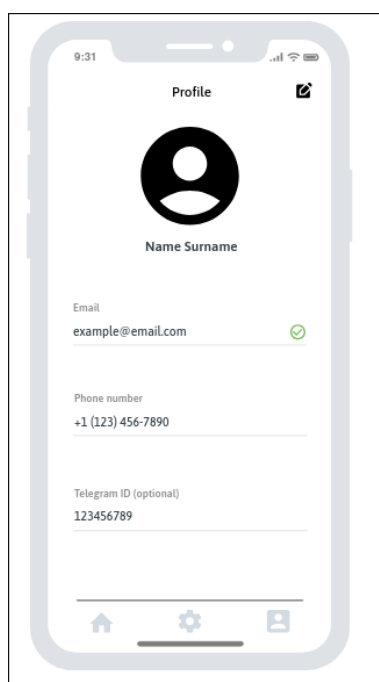 9:31
Profile
Name Surname
Email
example@email.com
Phone number
+1 (123) 456-7890
Telegram ID (optional)
123456789